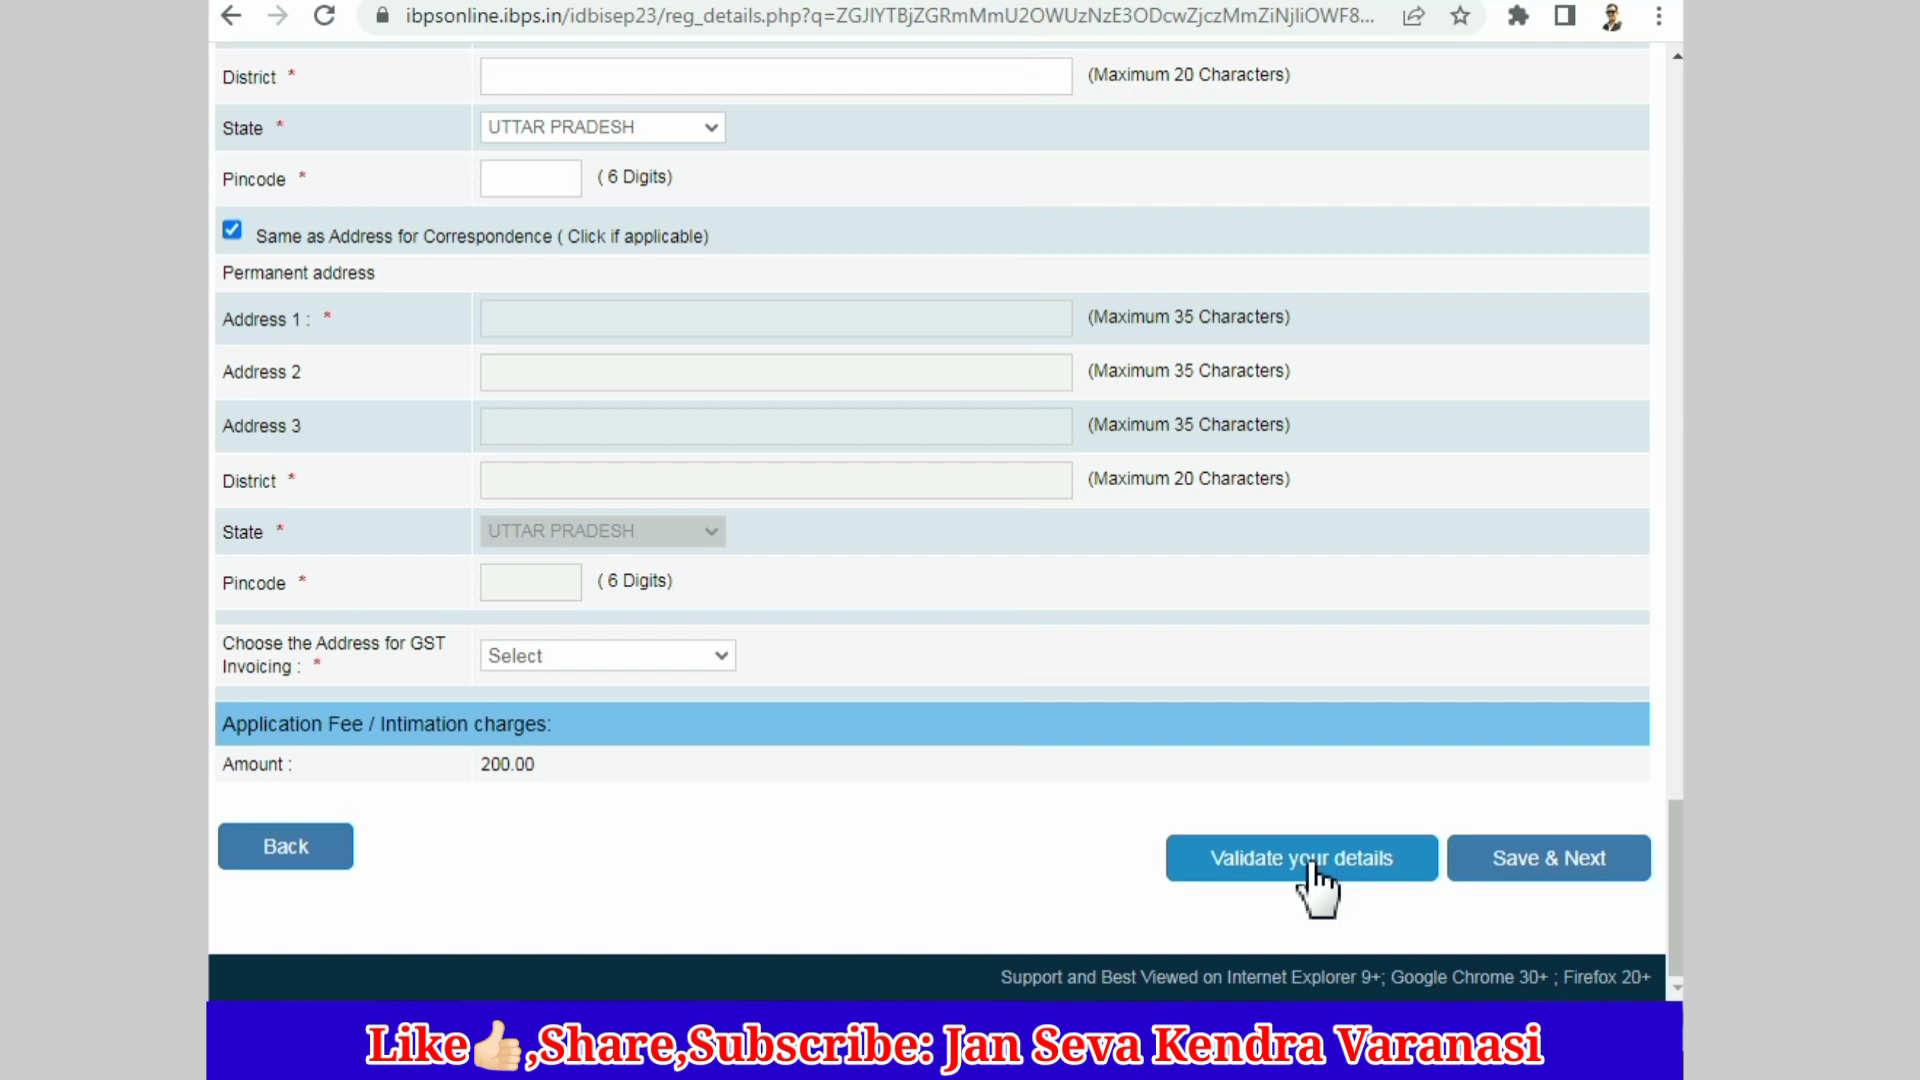 ibpsonline.ibps.in/idbisep23/reg_details.php?q=ZGJlYTBjZGRmMmU2OWUzNzE3ODcwZjczMmZiNjliOWF8...
District * (Maximum 20 Characters)
State * UTTAR PRADESH
Pincode * ( 6 Digits)
Same as Address for Correspondence ( Click if applicable)
Permanent address
Address 1 : * (Maximum 35 Characters)
Address 2 (Maximum 35 Characters)
Address 3 (Maximum 35 Characters)
District * (Maximum 20 Characters)
State * UTTAR PRADESH
Pincode * ( 6 Digits)
Choose the Address for GST
Invoicing : * Select
Application Fee / Intimation charges:
Amount : 200.00
Back Validate your details Save & Next
Support and Best Viewed on Internet Explorer 9+; Google Chrome 30+ ; Firefox 20+
Like👍🏻,Share,Subscribe: Jan Seva Kendra Varanasi